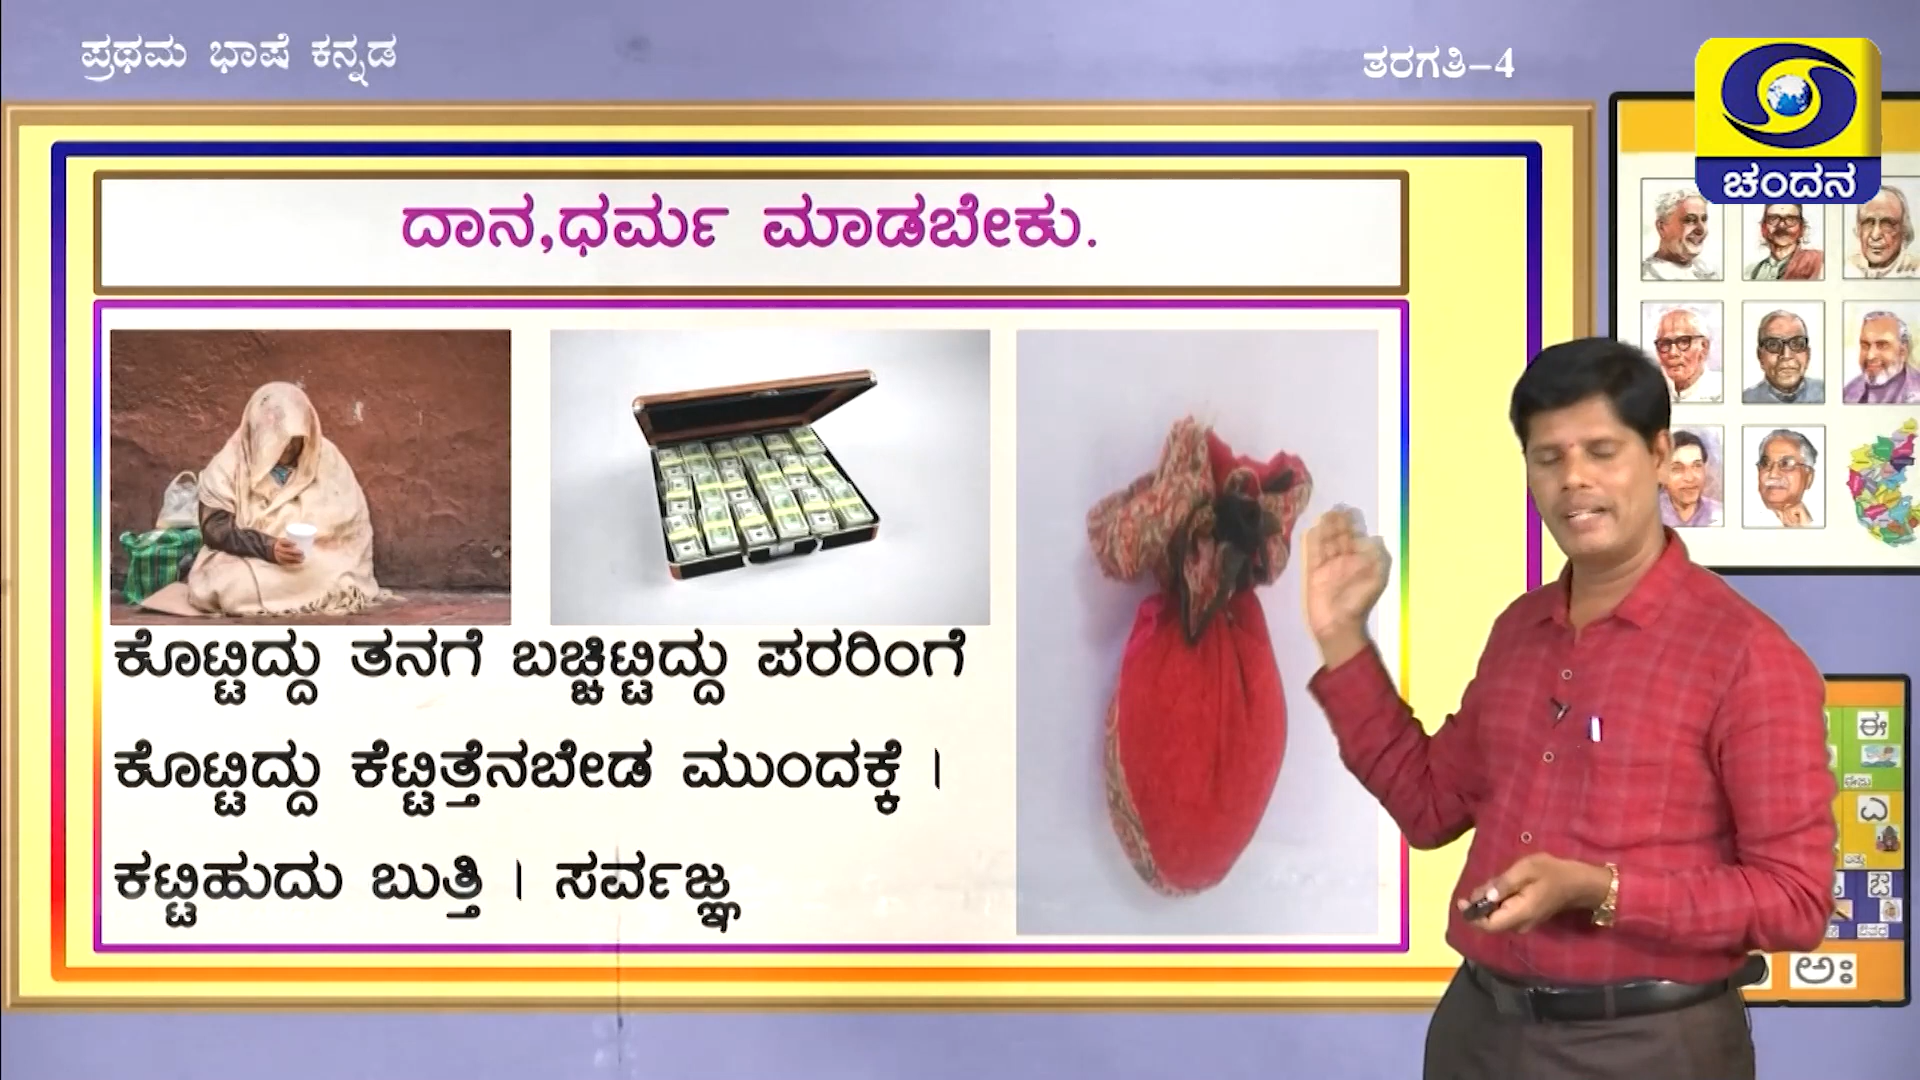 ಪ್ರಥಮ ಭಾಷೆ ಕನ್ನಡ
ತರಗತಿ-4
ಚಂದನ
ದಾನ,ಧರ್ಮ ಮಾಡಬೇಕು.
ಕೊಟ್ಟಿದ್ದು ತನಗೆ ಬಚ್ಚಿಟ್ಟಿದ್ದು ಪರರಿಂಗೆ
ಕೊಟ್ಟಿದ್ದು ಕೆಟ್ಟಿತ್ತೆನಬೇಡ ಮುಂದಕ್ಕೆ ।
ಕಟ್ಟಿಹುದು ಬುತ್ತಿ । ಸರ್ವಜ್ಞ
ಈ
ಎ
ಔ
ಅಃ